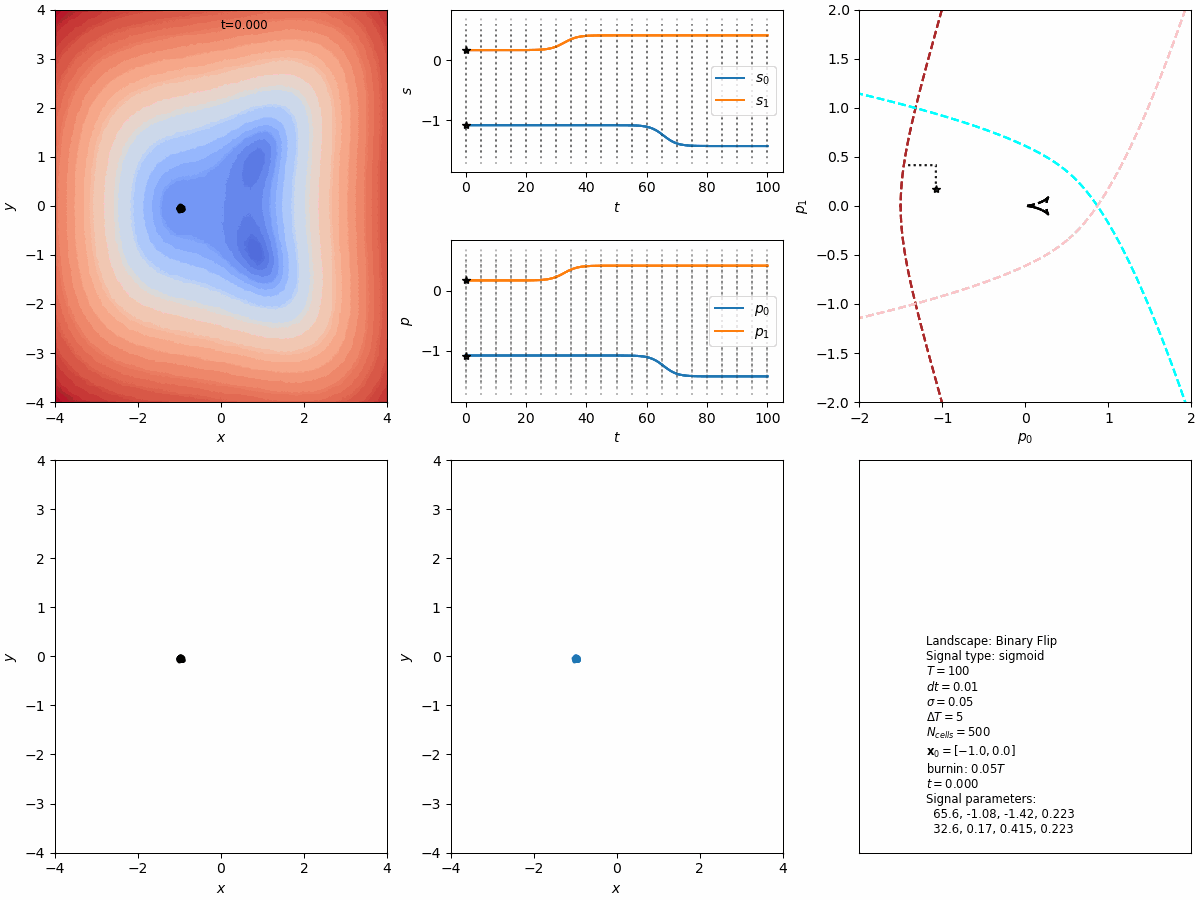 4
3
2
1
0
−1
−2
−3
−4
−4
−2
0
2
4
x
y
t=0.000
0
−1
0
20
40
60
80
100
t
s
s₀
s₁
0
−1
0
20
40
60
80
100
t
p
p₀
p₁
2.0
1.5
1.0
0.5
0.0
−0.5
−1.0
−1.5
−2.0
−2
−1
0
1
2
p₀
p₁
4
3
2
1
0
−1
−2
−3
−4
−4
−2
0
2
4
x
y
4
3
2
1
0
−1
−2
−3
−4
−4
−2
0
2
4
x
y
Landscape: Binary Flip
Signal type: sigmoid
T = 100
dt = 0.01
σ = 0.05
ΔT = 5
N_cells = 500
x₀ = [−1.0, 0.0]
burnin: 0.05T
t = 0.000
Signal parameters:
65.6, -1.08, -1.42, 0.223
32.6, 0.17, 0.415, 0.223